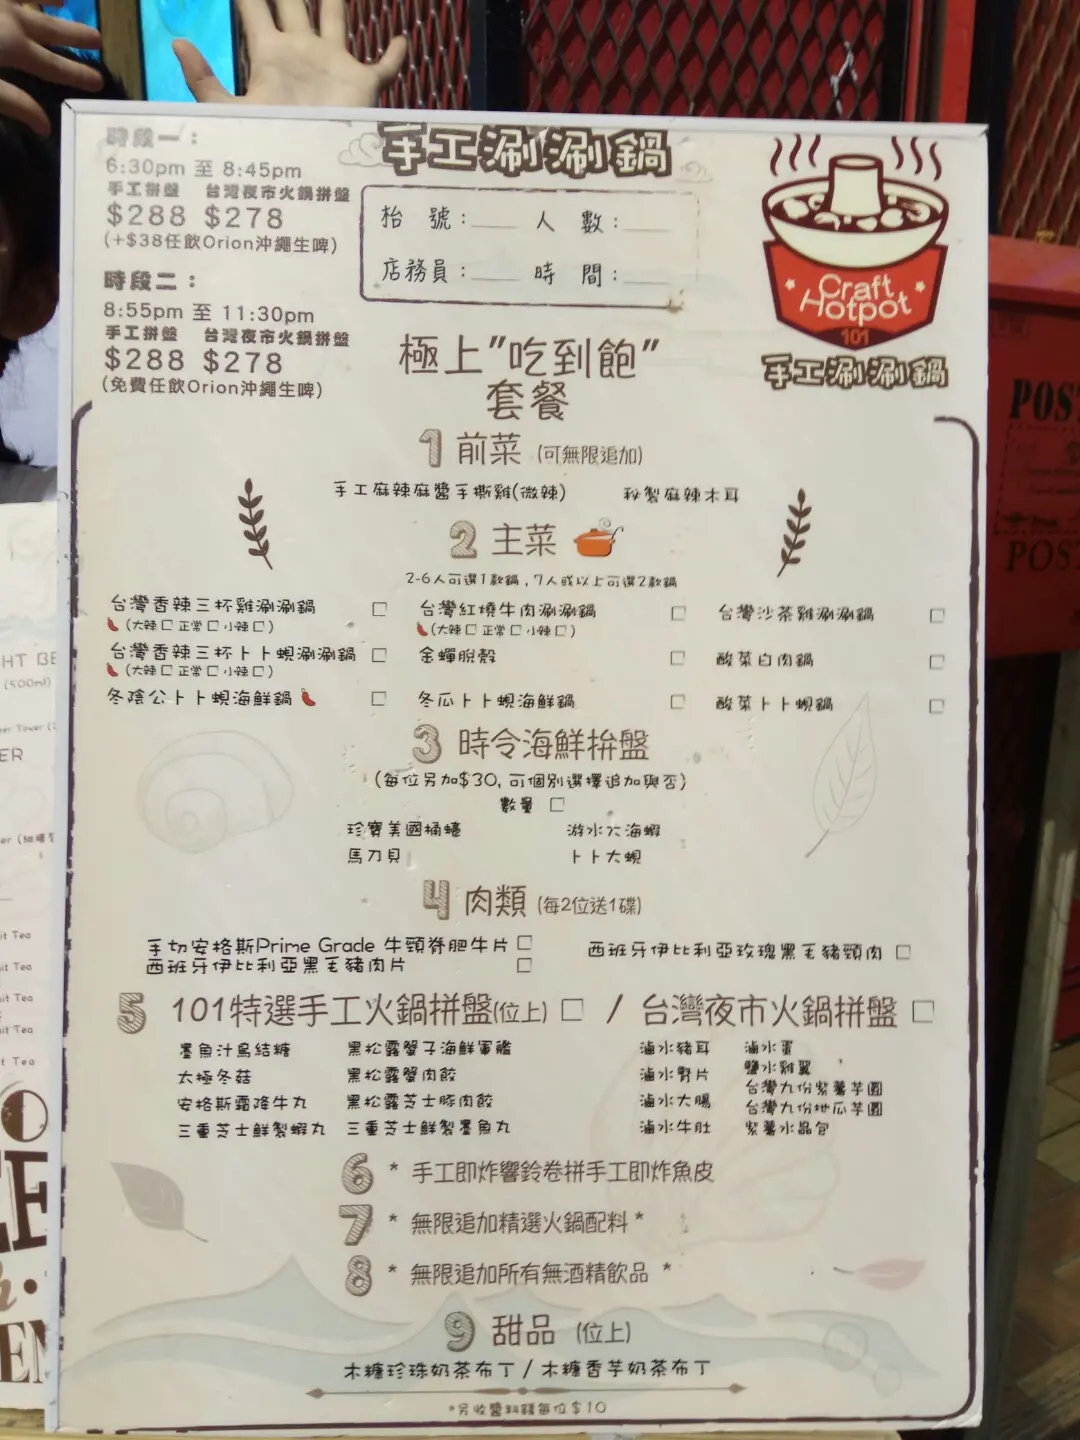 時段一：
6:30pm 至 8:45pm
手工拼盤 台灣夜市火鍋拼盤
$288 $278
(+$38任飲Orion沖繩生啤)
時段二：
8:55pm 至 11:30pm
手工拼盤 台灣夜市火鍋拼盤
$288 $278
(免費任飲Orion沖繩生啤)
手工涮涮鍋
枱 號：____ 人 數：____
店務員：____ 時 間：____
Craft
Hotpot
101
手工涮涮鍋
極上"吃到飽"
套餐
1 前菜 (可無限追加)
手工麻辣麻醬手撕雞(微辣) 秘製麻辣木耳
2 主菜
2-6人可選1款鍋，7人或以上可選2款鍋
台灣香辣三杯雞涮涮鍋 □ 台灣紅燒牛肉涮涮鍋 □ 台灣沙茶雞涮涮鍋 □
(大辣□ 正常□ 小辣□) (大辣□ 正常□ 小辣□)
台灣香辣三杯卜卜蜆涮涮鍋 □ 金蟬脫殼 □ 酸菜白肉鍋 □
(大辣□ 正常□ 小辣□)
冬陰公卜卜蜆海鮮鍋 □ 冬瓜卜卜蜆海鮮鍋 □ 酸菜卜卜蜆鍋 □
3 時令海鮮拚盤
(每位另加$30, 可個別選擇追加與否)
數量 □
珍寶美國桶蠔 游水大海蝦
馬刀貝 卜卜大蜆
4 肉類 (每2位送1碟)
手切安格斯Prime Grade 牛頸脊肥牛片 □ 西班牙伊比利亞玫瑰黑毛豬頸肉 □
西班牙伊比利亞黑毛豬肉片 □
5 101特選手工火鍋拼盤(位上) □ / 台灣夜市火鍋拼盤 □
墨魚汁烏結糖 黑松露蟹子海鮮軍艦 滷水豬耳 滷水蛋
太極冬菇 黑松露蟹肉餃 滷水腎片 鹽水雞翼
安格斯霜降牛丸 黑松露芝士豚肉餃 滷水大腸 台灣九份紫薯芋圓
台灣九份地瓜芋圓
三重芝士鮮製蝦丸 三重芝士鮮製墨魚丸 滷水牛肚 紫薯水晶包
6 * 手工即炸響鈴卷拼手工即炸魚皮
7 * 無限追加精選火鍋配料 *
8 * 無限追加所有無酒精飲品 *
9 甜品 (位上)
木糖珍珠奶茶布丁 / 木糖香芋奶茶布丁
*另收醬料錢每位$10
POS
POST
HT BE
(500ml)
ER
it Tea
it Tea
it Tea
it Tea
t Tea